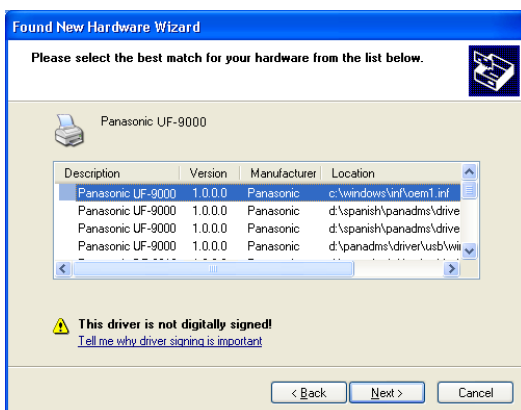 Found New Hardware Wizard
Please select the best match for your hardware from the list below.
Panasonic UF-9000
Description Version Manufacturer Location
Panasonic UF-9000 1.0.0.0 Panasonic c:\windows\inf\oem1.inf
Panasonic UF-9000 1.0.0.0 Panasonic d:\spanish\panadms\drive
Panasonic UF-9000 1.0.0.0 Panasonic d:\spanish\panadms\drive
Panasonic UF-9000 1.0.0.0 Panasonic d:\panadms\driver\usb\wi
This driver is not digitally signed!
Tell me why driver signing is important
< Back Next > Cancel